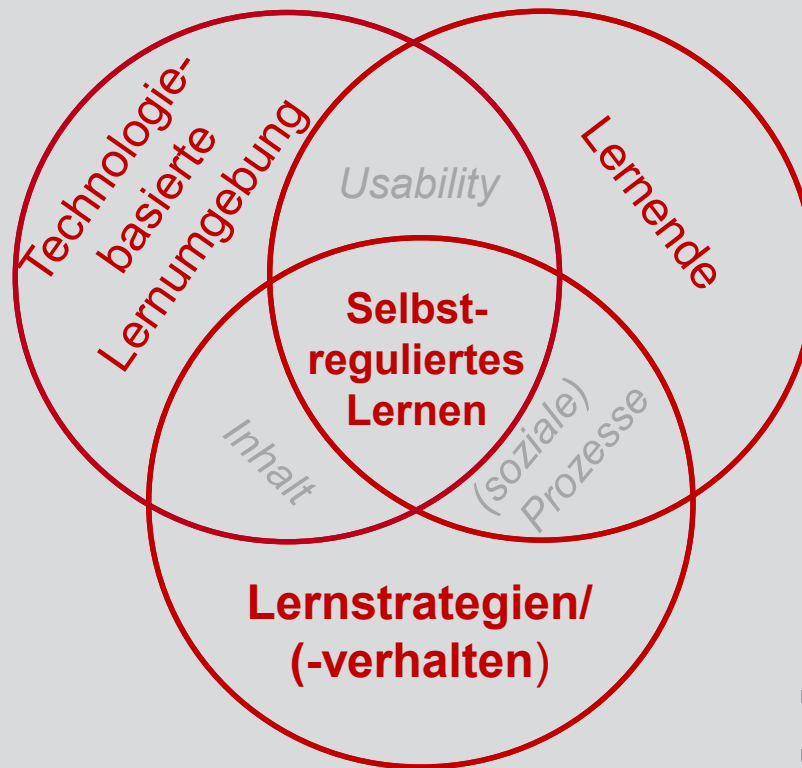 Technologie-
basierte
Lernumgebung
Usability
Lernende
Selbst-
reguliertes
Lernen
Inhalt
(soziale)
Prozesse
Lernstrategien/
(-verhalten)